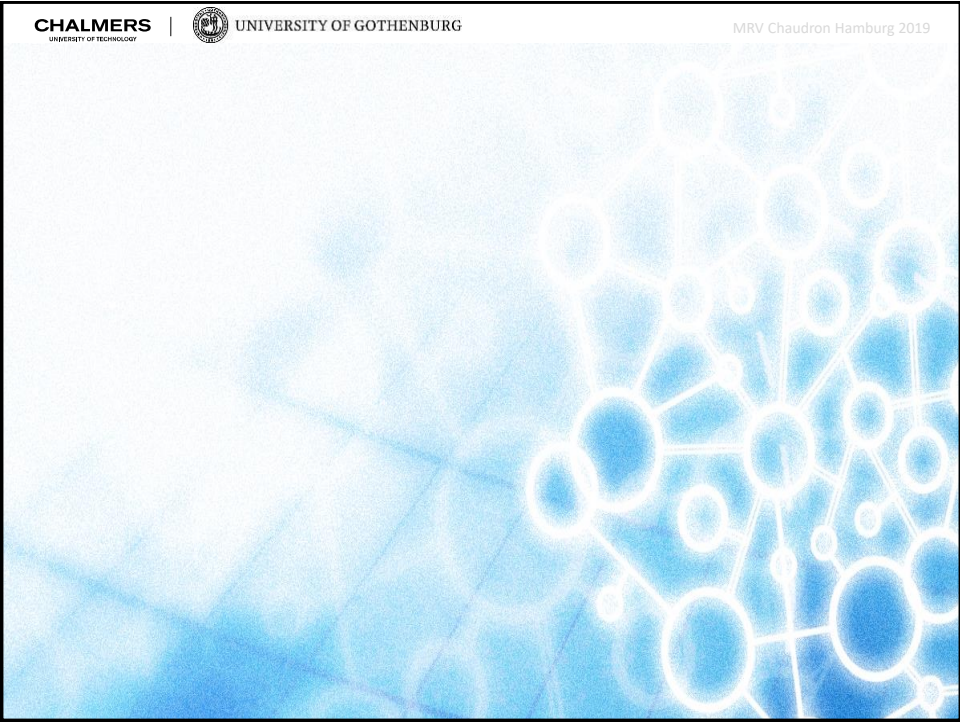 CHALMERS
UNIVERSITY OF TECHNOLOGY
UNIVERSITY OF GOTHENBURG
MRV Chaudron Hamburg 2019